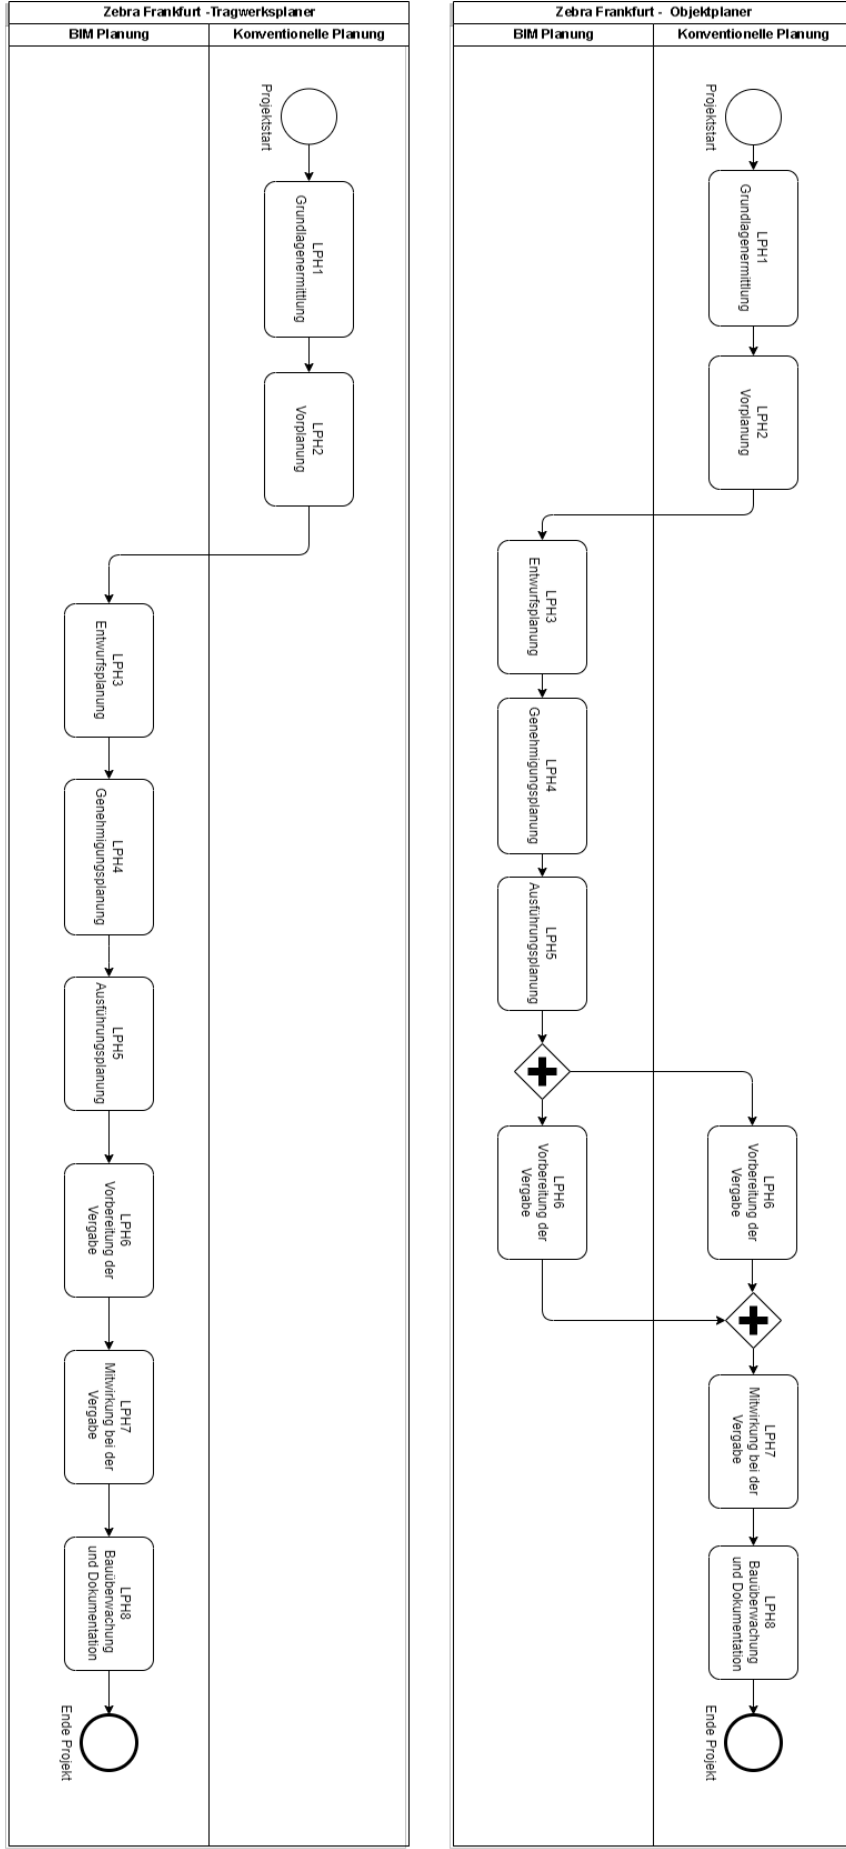 Zebra Frankfurt -Tragwerksplaner
BIM Planung
Konventionelle Planung
Projektstart
LPH1
Grundlagenermittlung
LPH2
Vorplanung
LPH3
Entwurfsplanung
LPH4
Genehmigungsplanung
LPH5
Ausführungsplanung
LPH6
Vorbereitung der
Vergabe
LPH7
Mitwirkung bei der
Vergabe
LPH8
Bauüberwachung
und Dokumentation
Ende Projekt
Zebra Frankfurt - Objektplaner
BIM Planung
Konventionelle Planung
Projektstart
LPH1
Grundlagenermittlung
LPH2
Vorplanung
LPH3
Entwurfsplanung
LPH4
Genehmigungsplanung
LPH5
Ausführungsplanung
LPH6
Vorbereitung der
Vergabe
LPH6
Vorbereitung der
Vergabe
LPH7
Mitwirkung bei der
Vergabe
LPH8
Bauüberwachung
und Dokumentation
Ende Projekt